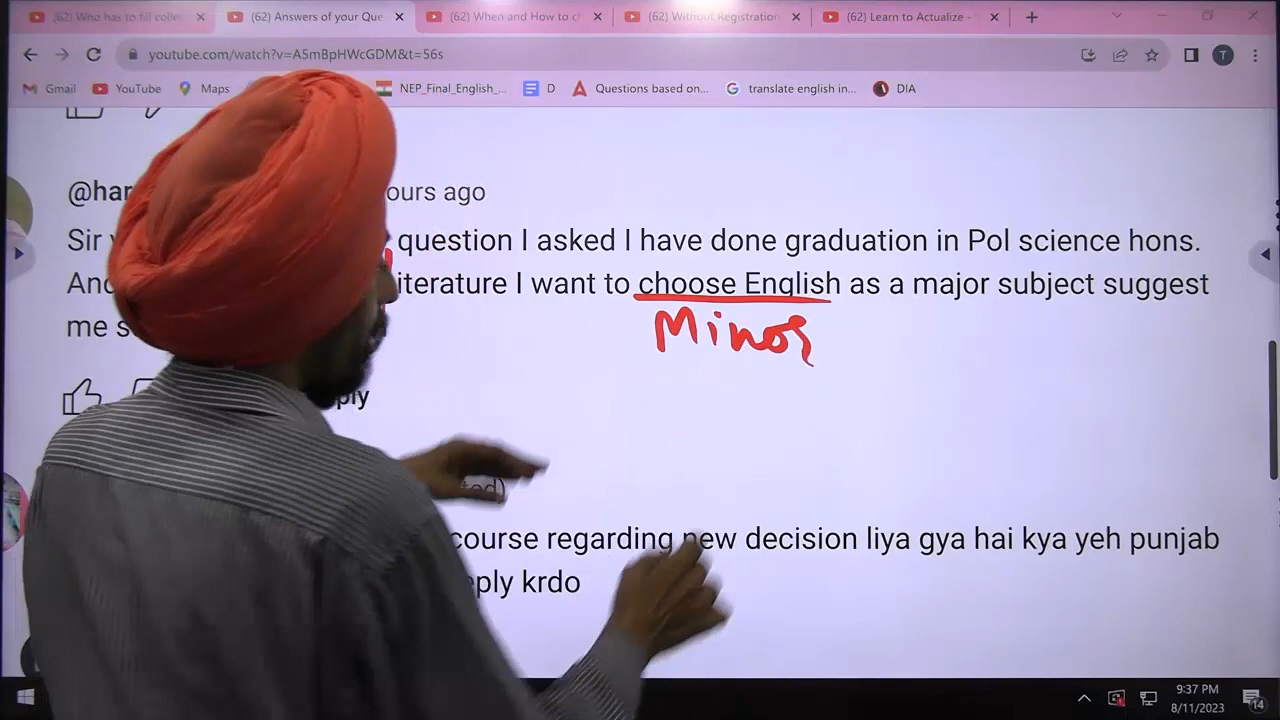 (62) Who has to fill collec
(62) Answers of your Que
(62) When and How to c
(62) Without Registration
(62) Learn to Actualize -
youtube.com/watch?v=A5mBpHWcGDM&t=56s
T
Gmail
YouTube
Maps
NEP_Final_English_...
D
Questions based on...
translate english in...
DIA
@har ours ago
Sir question I asked I have done graduation in Pol science hons.
And iterature I want to choose English as a major subject suggest
me s
Minor
ply
ted)
course regarding new decision liya gya hai kya yeh punjab
eply krdo
9:37 PM
8/11/2023
14